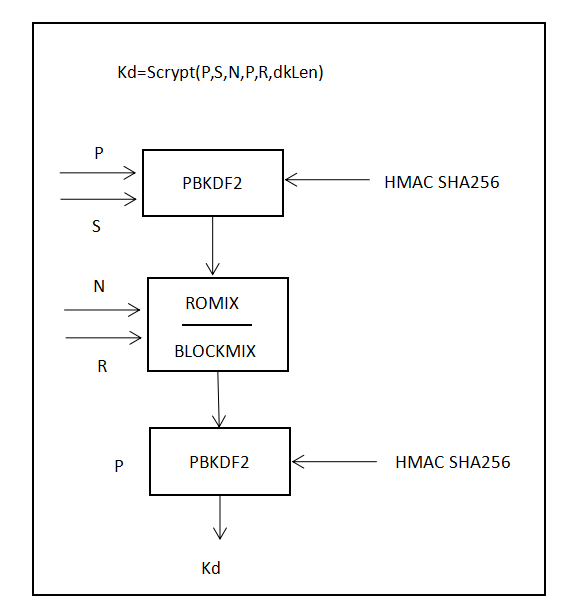 Kd=Scrypt(P,S,N,P,R,dkLen)
P
PBKDF2
HMAC SHA256
S
N
ROMIX
BLOCKMIX
R
P
PBKDF2
HMAC SHA256
Kd